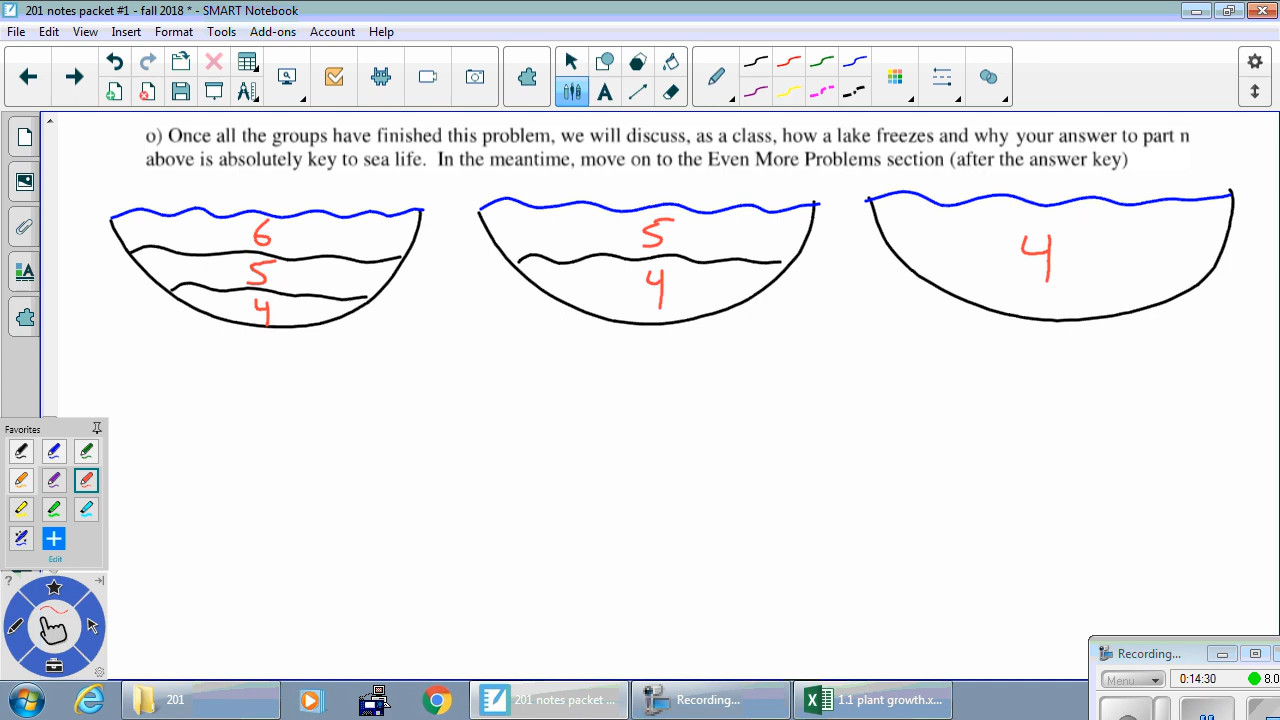 201 notes packet #1 - fall 2018 * - SMART Notebook
File Edit View Insert Format Tools Add-ons Account Help
o) Once all the groups have finished this problem, we will discuss, as a class, how a lake freezes and why your answer to part n
above is absolutely key to sea life. In the meantime, move on to the Even More Problems section (after the answer key)
6
5
4
5
4
4
Favorites
Edit
Recording...
Menu
0:14:30
8.0
201
201 notes packet ...
Recording...
1.1 plant growth.x...